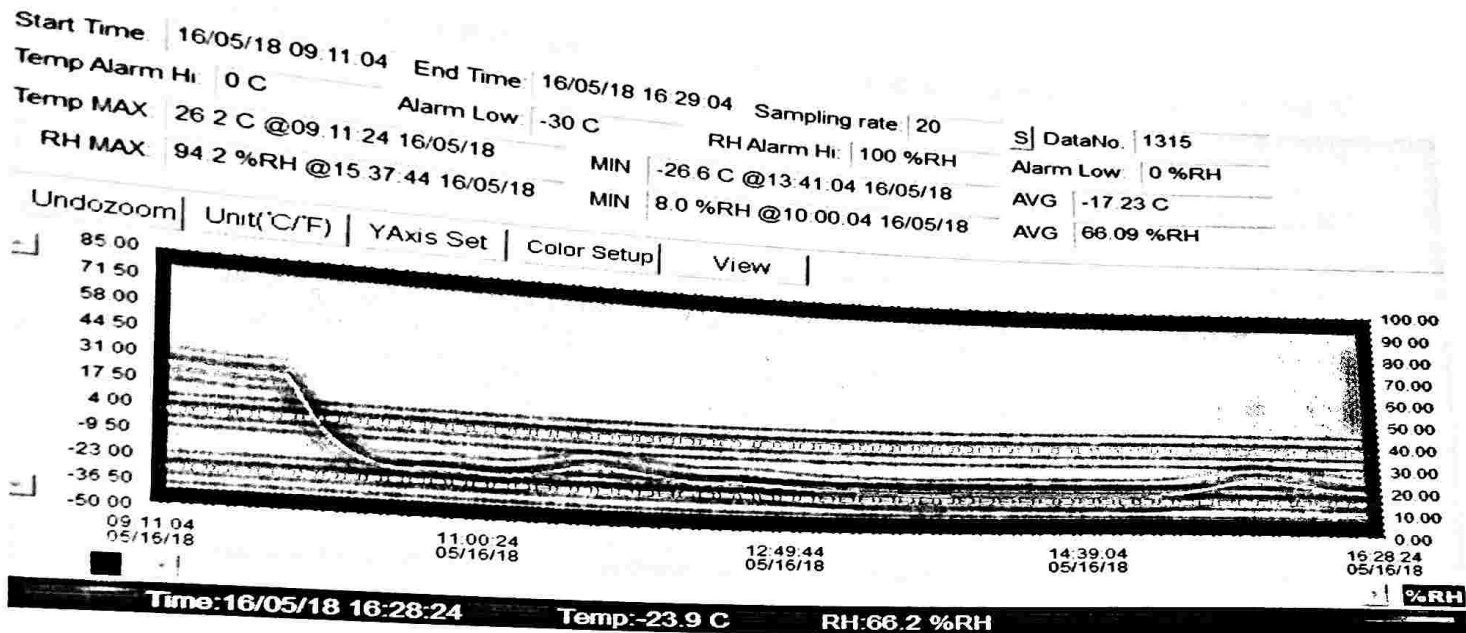 Start Time: 16/05/18 09:11:04 End Time: 16/05/18 16:29:04 Sampling rate: 20 S DataNo. 1315
Temp Alarm Hi: 0 C Alarm Low: -30 C RH Alarm Hi: 100 %RH Alarm Low: 0 %RH
Temp MAX: 26.2 C @09:11:24 16/05/18 MIN -26.6 C @13:41:04 16/05/18 AVG -17.23 C
RH MAX: 94.2 %RH @15:37:44 16/05/18 MIN 8.0 %RH @10:00:04 16/05/18 AVG 66.09 %RH
Undozoom Unit(°C/°F) YAxis Set Color Setup View
85.00
71.50
58.00
44.50
31.00
17.50
4.00
-9.50
-23.00
-36.50
-50.00
100.00
90.00
80.00
70.00
60.00
50.00
40.00
30.00
20.00
10.00
0.00
09:11:04 11:00:24 12:49:44 14:39:04 16:28:24
05/16/18 05/16/18 05/16/18 05/16/18 05/16/18
%RH
Time:16/05/18 16:28:24 Temp:-23.9 C RH:66.2 %RH